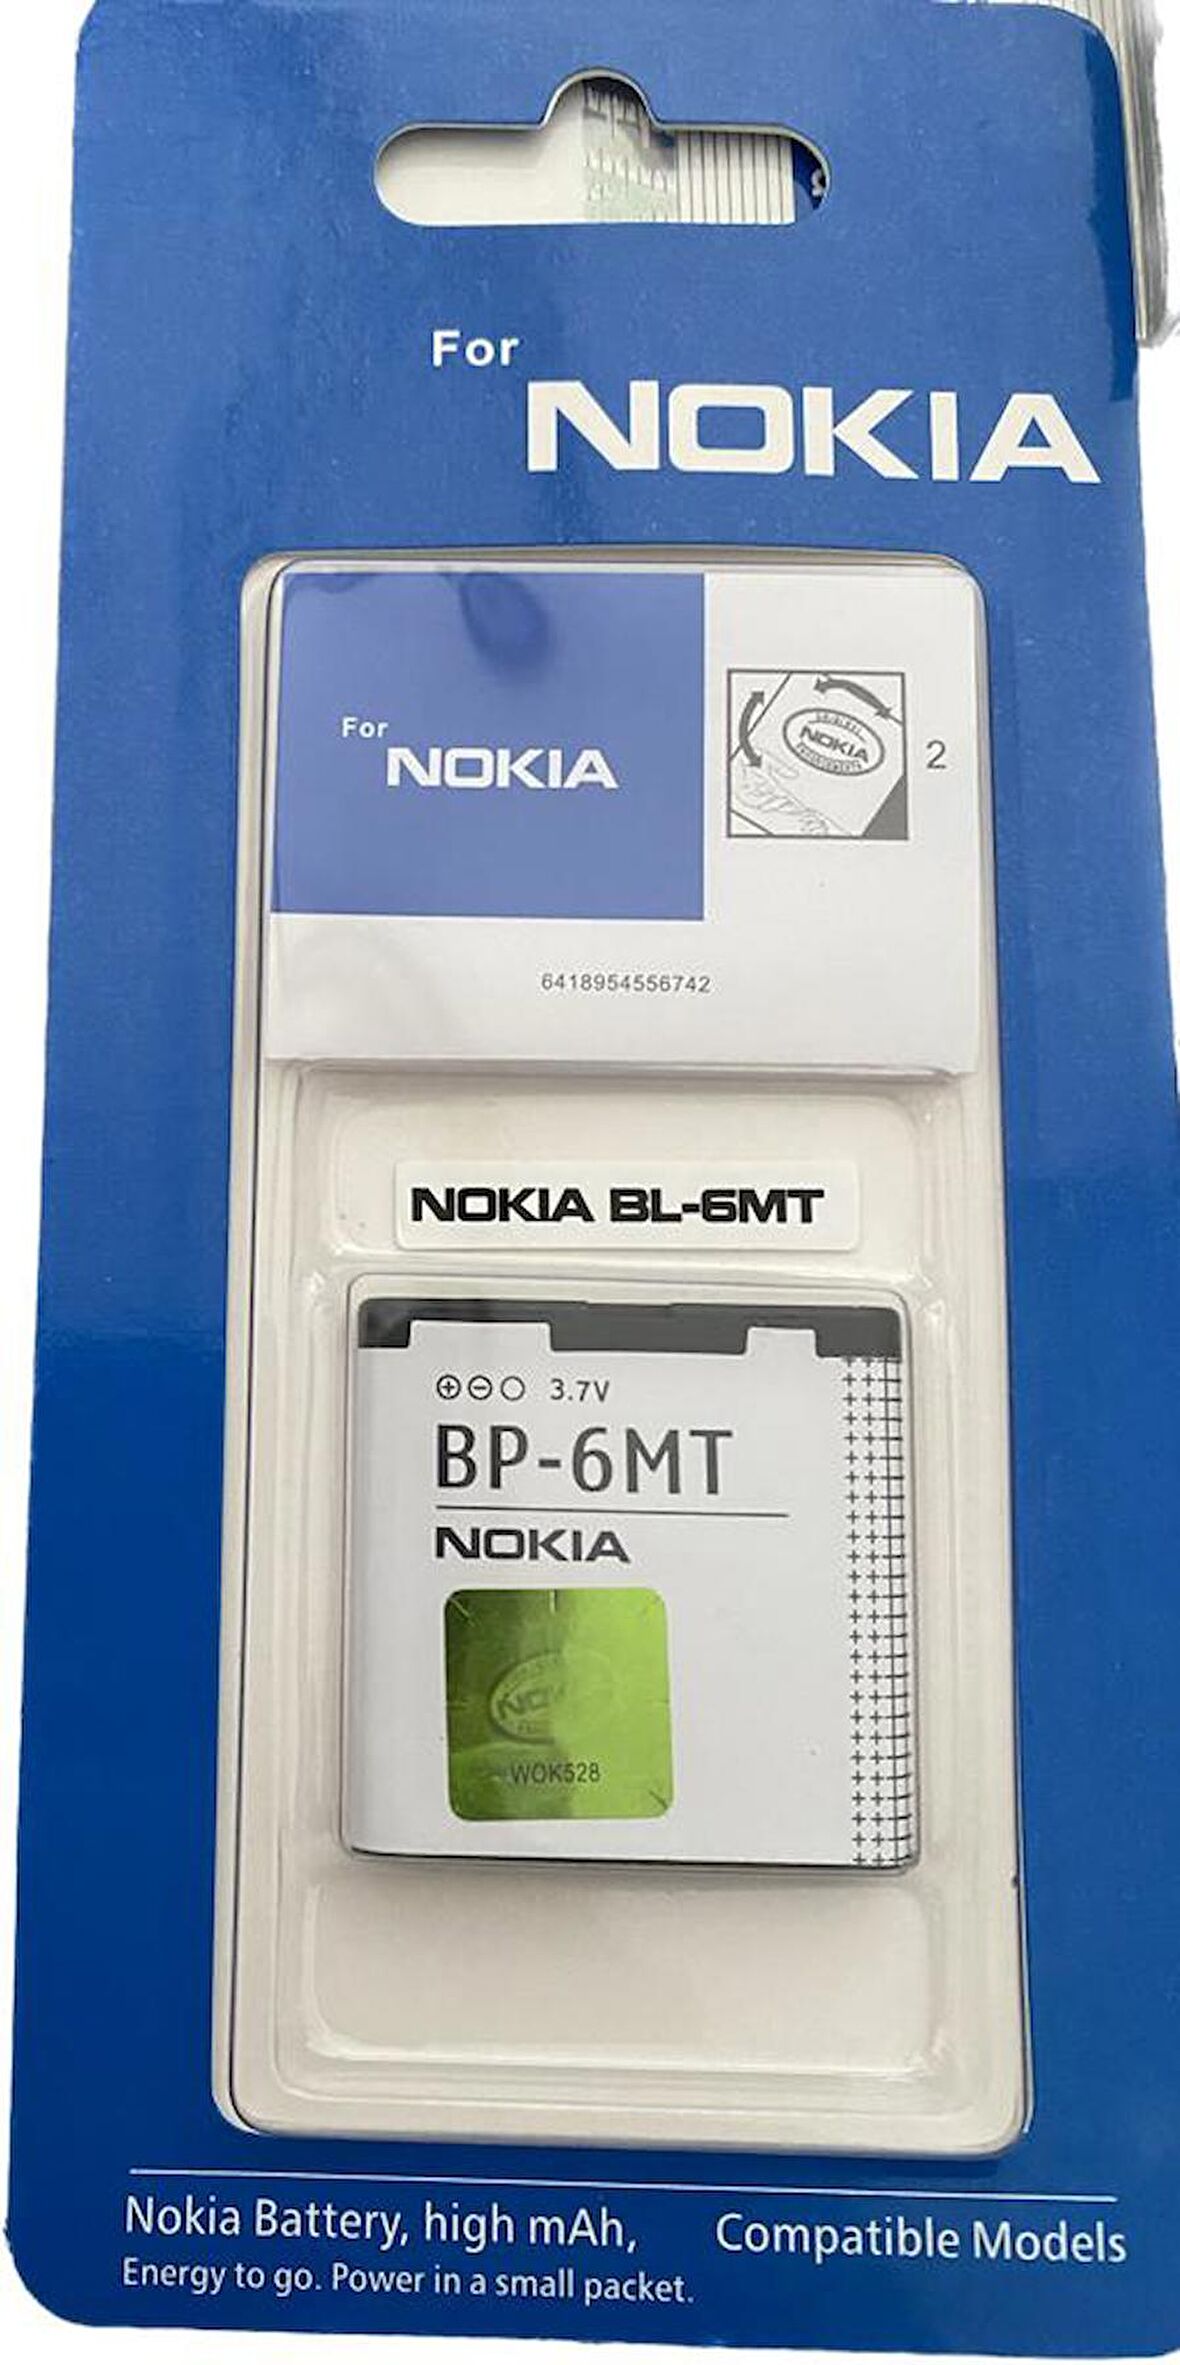 For
NOKIA
For
NOKIA
NOKIA
2
6418954556742
NOKIA BL-6MT
3.7V
BP-6MT
NOKIA
WOK528
Nokia Battery, high mAh,
Energy to go. Power in a small packet.
Compatible Models